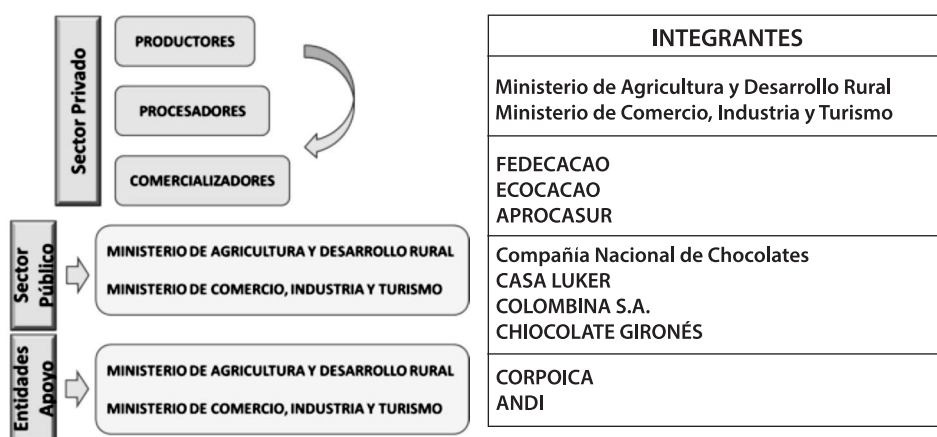 Sector Privado
PRODUCTORES
PROCESADORES
COMERCIALIZADORES
Sector
Público
MINISTERIO DE AGRICULTURA Y DESARROLLO RURAL
MINISTERIO DE COMERCIO, INDUSTRIA Y TURISMO
Entidades
Apoyo
MINISTERIO DE AGRICULTURA Y DESARROLLO RURAL
MINISTERIO DE COMERCIO, INDUSTRIA Y TURISMO
INTEGRANTES
Ministerio de Agricultura y Desarrollo Rural
Ministerio de Comercio, Industria y Turismo
FEDECACAO
ECOCACAO
APROCASUR
Compañía Nacional de Chocolates
CASA LUKER
COLOMBINA S.A.
CHIOCOLATE GIRONÉS
CORPOICA
ANDI